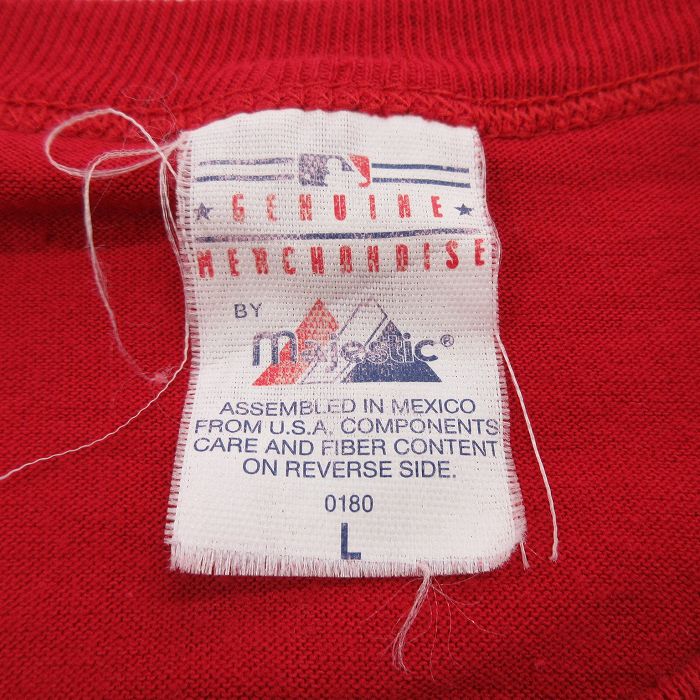 ★ GENUINE ★
MERCHANDISE
BY
Majestic®
ASSEMBLED IN MEXICO
FROM U.S.A. COMPONENTS
CARE AND FIBER CONTENT
ON REVERSE SIDE.
0180
L